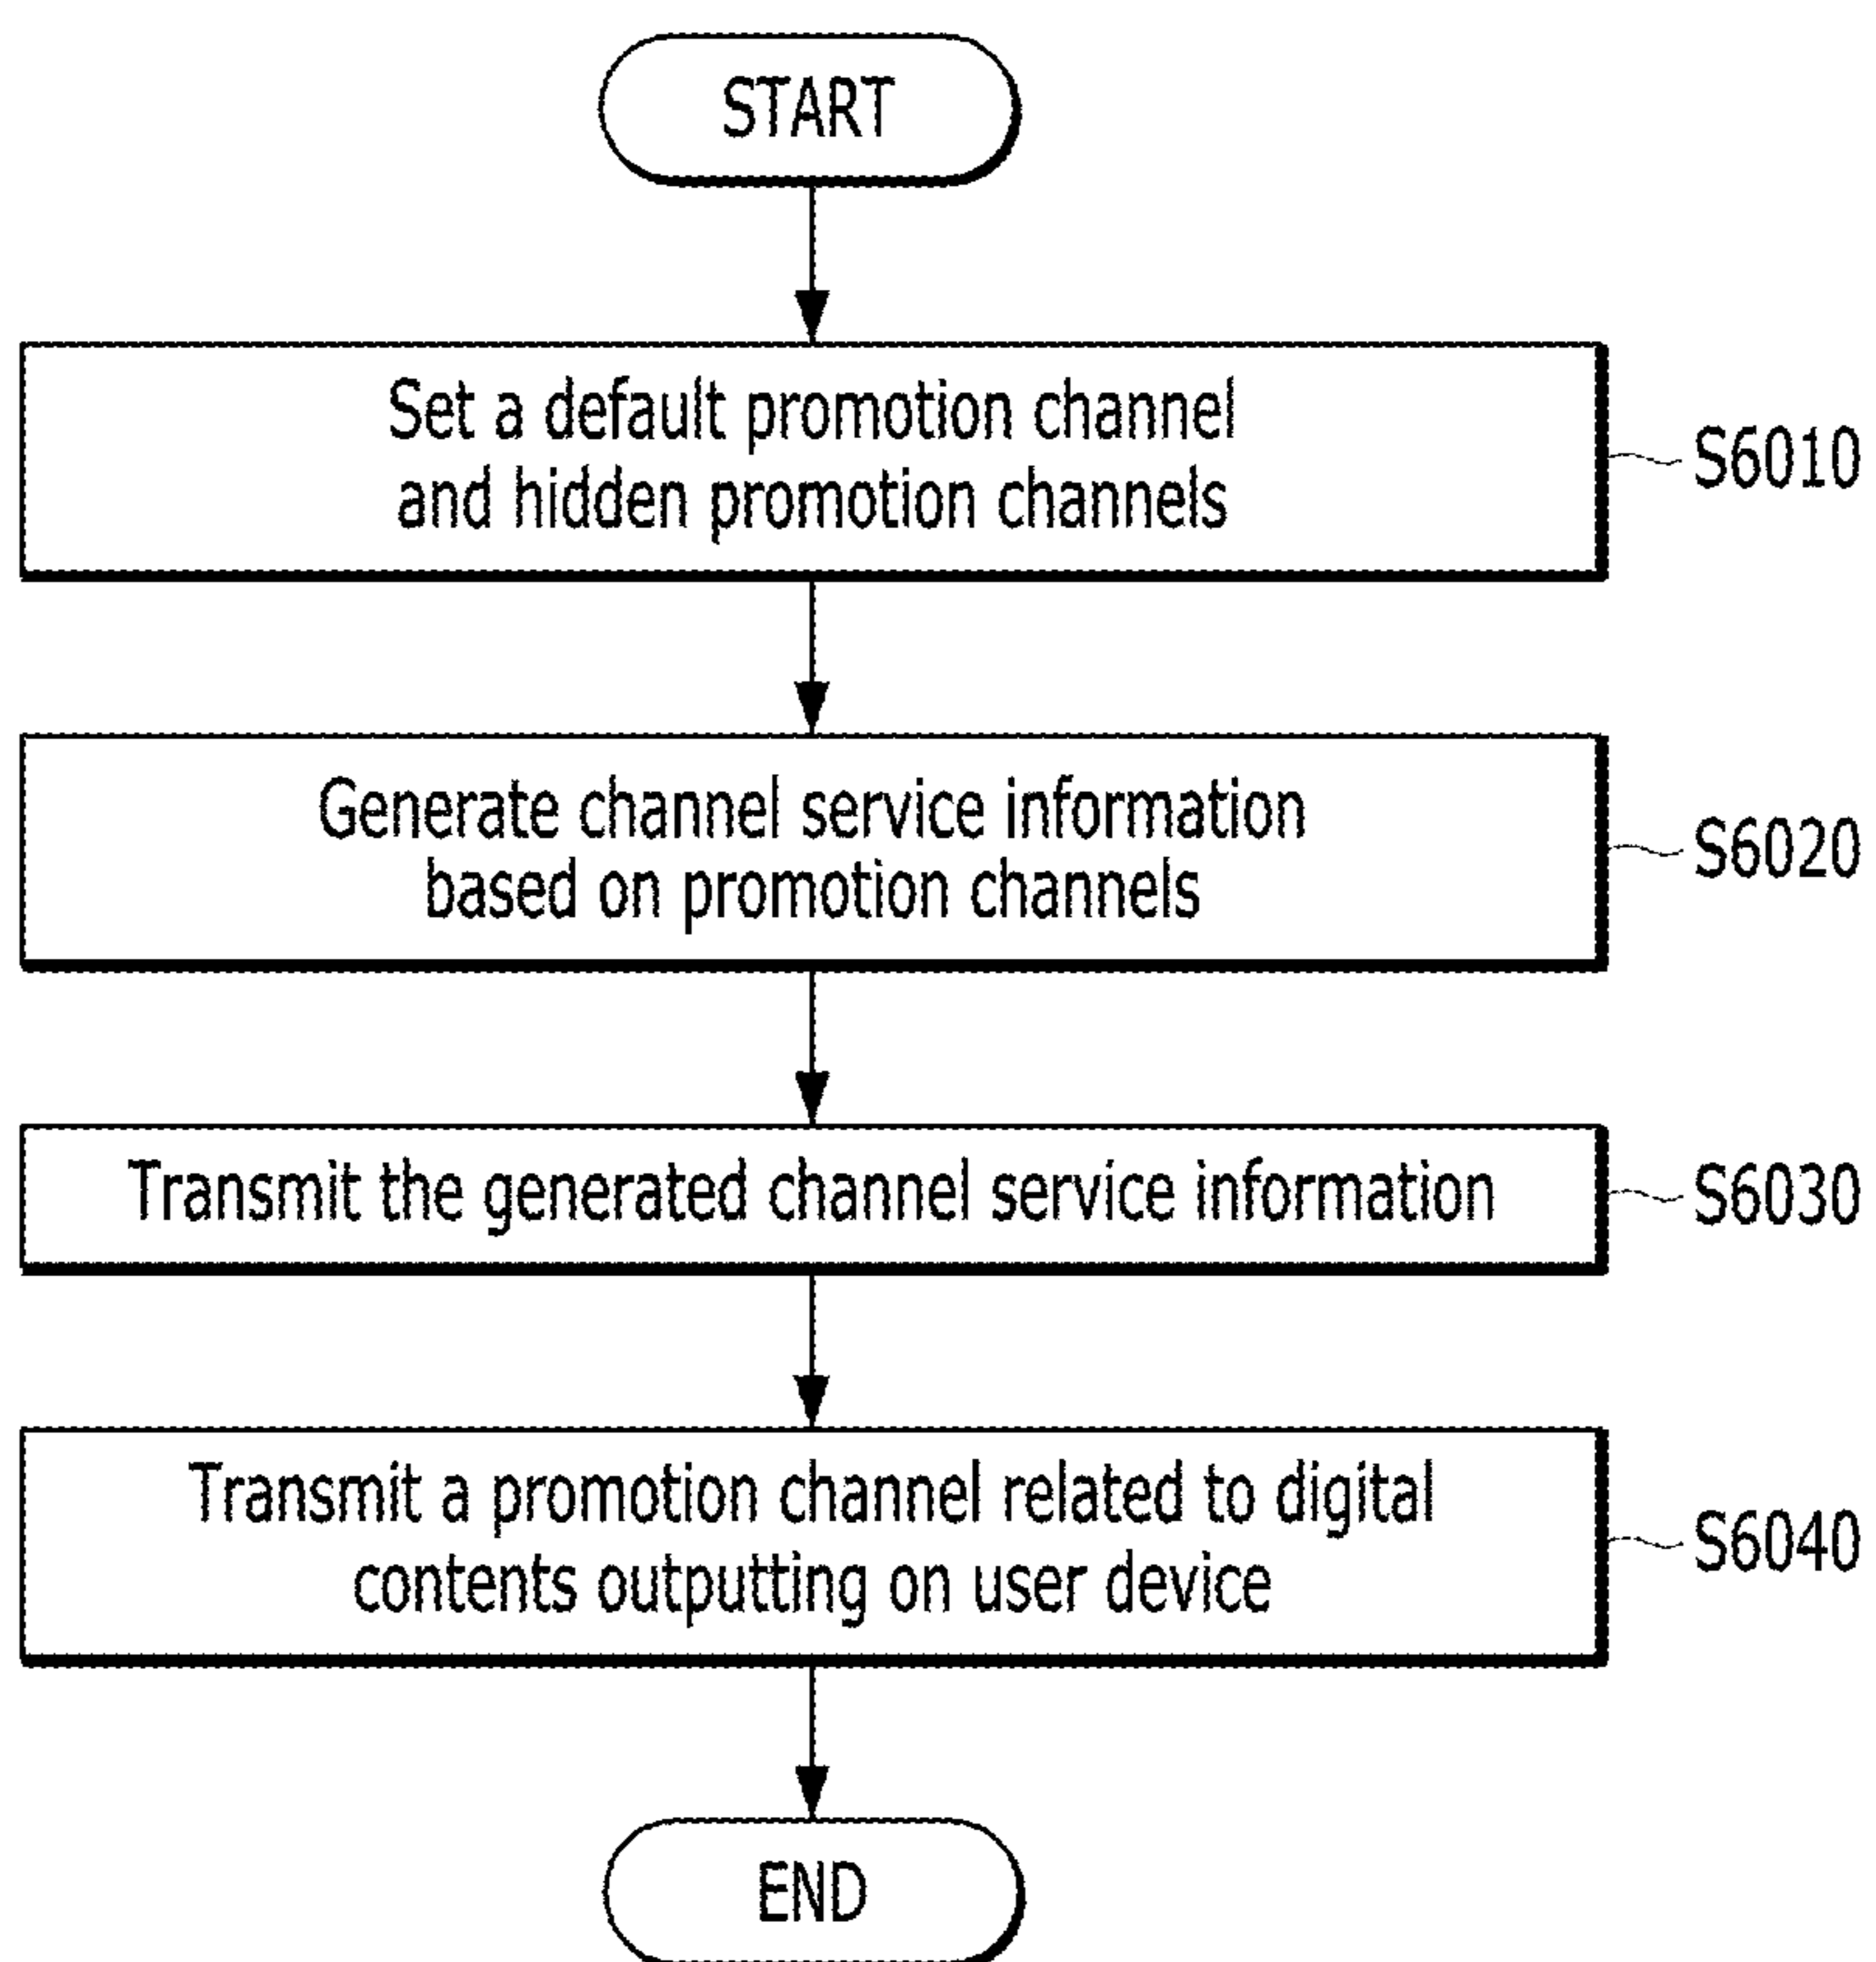 START
Set a default promotion channel
and hidden promotion channels
S6010
Generate channel service information
based on promotion channels
S6020
Transmit the generated channel service information
S6030
Transmit a promotion channel related to digital
contents outputting on user device
S6040
END